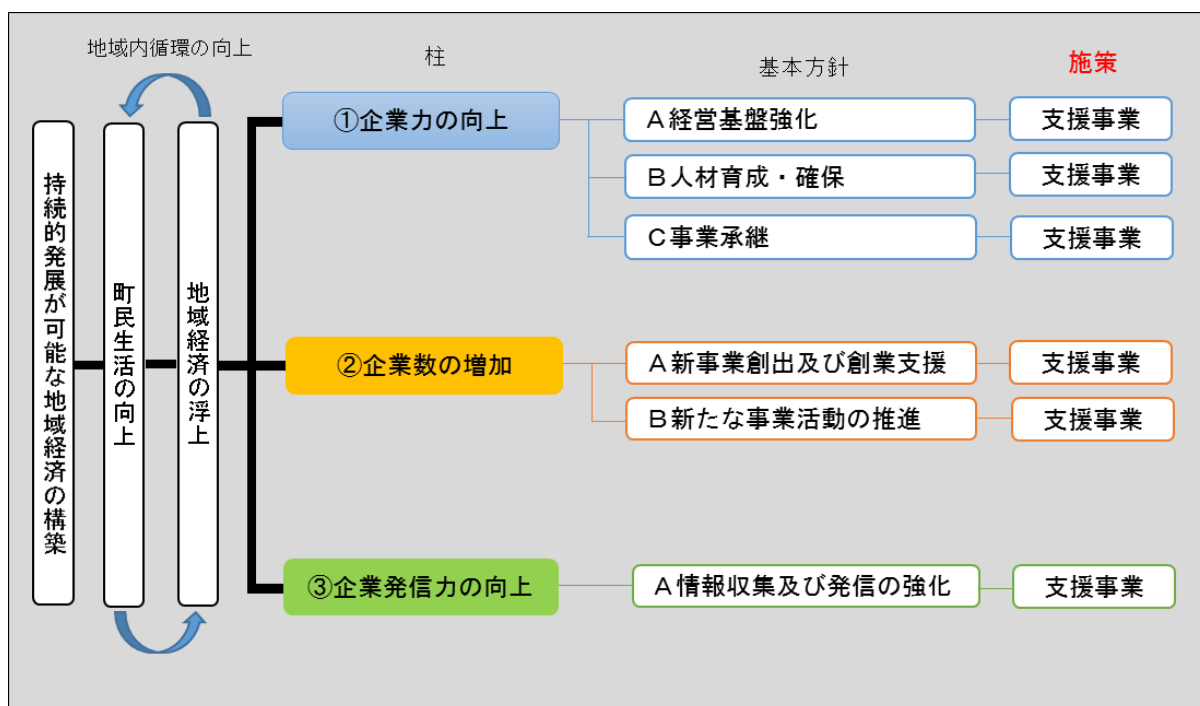 地域内循環の向上
柱
基本方針
施策
持続的発展が可能な地域経済の構築
町民生活の向上
地域経済の浮上
①企業力の向上
Ａ経営基盤強化
支援事業
Ｂ人材育成・確保
支援事業
Ｃ事業承継
支援事業
②企業数の増加
Ａ新事業創出及び創業支援
支援事業
Ｂ新たな事業活動の推進
支援事業
③企業発信力の向上
Ａ情報収集及び発信の強化
支援事業